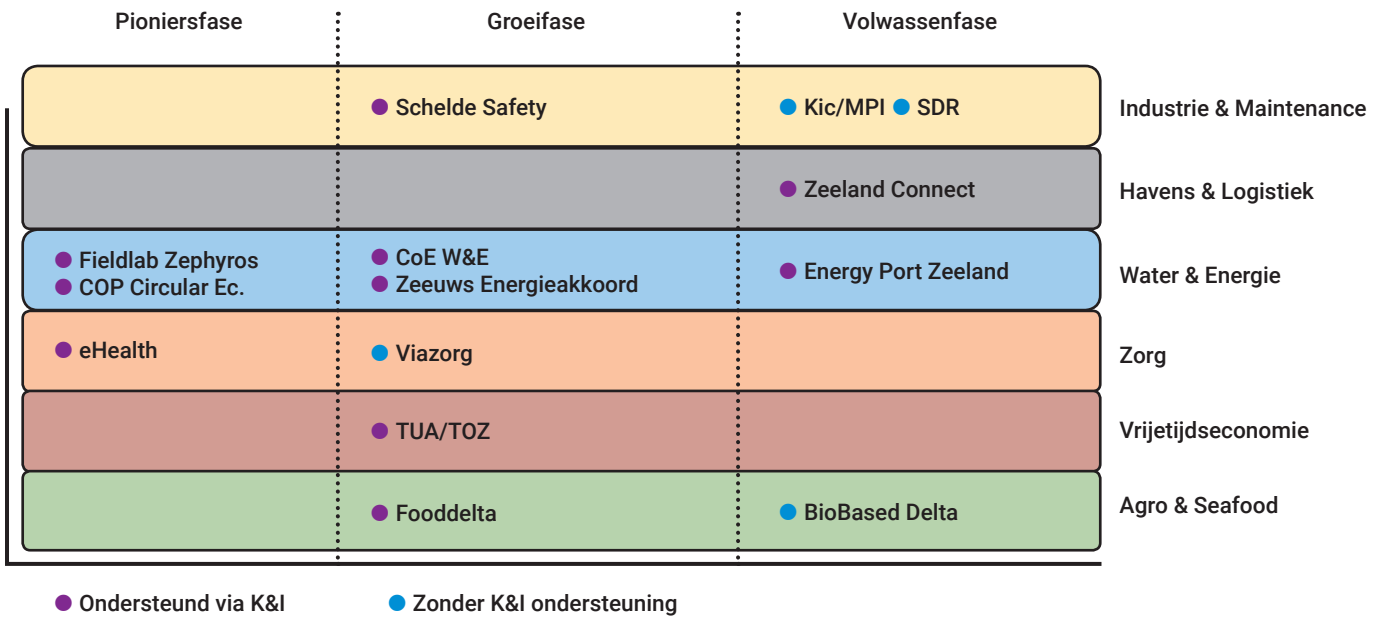 Pioniersfase Groeifase Volwassenfase
Schelde Safety Kic/MPI SDR Industrie & Maintenance
Zeeland Connect Havens & Logistiek
Fieldlab Zephyros CoE W&E Energy Port Zeeland Water & Energie
COP Circular Ec. Zeeuws Energieakkoord
eHealth Viazorg Zorg
TUA/TOZ Vrijetijdseconomie
Fooddelta BioBased Delta Agro & Seafood
Ondersteund via K&I Zonder K&I ondersteuning